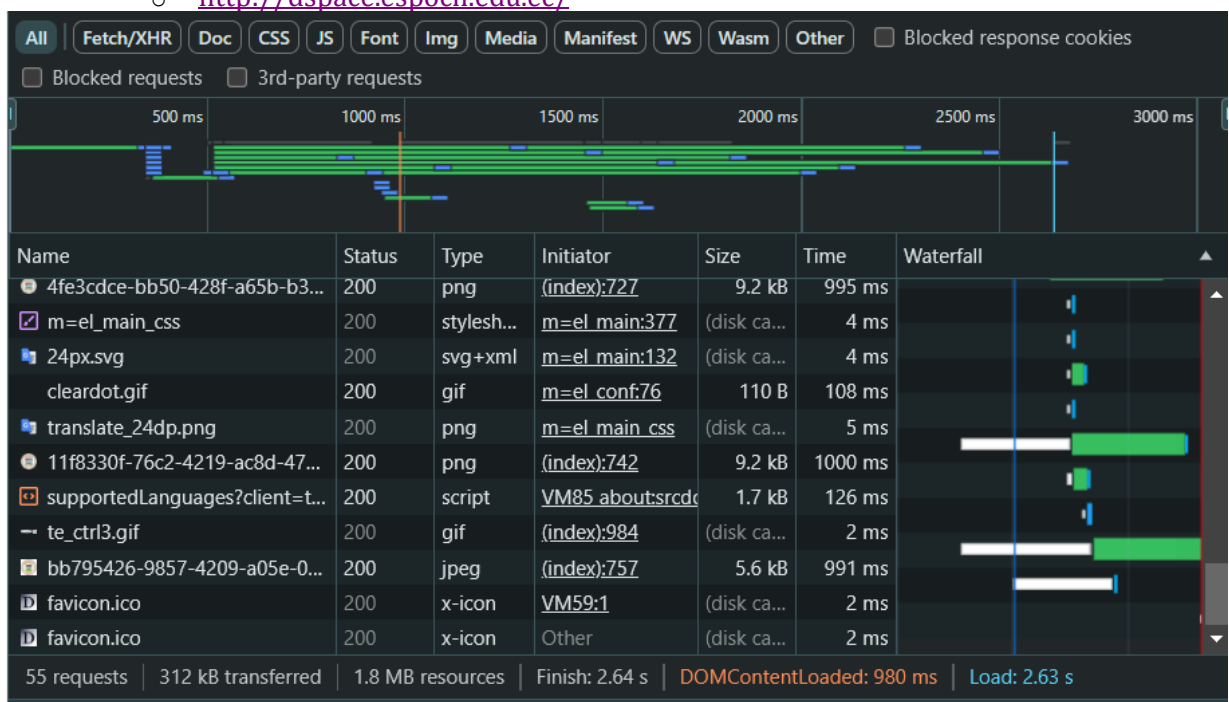 o http://dspace.espoch.edu.ec/
All Fetch/XHR Doc CSS JS Font Img Media Manifest WS Wasm Other Blocked response cookies
Blocked requests 3rd-party requests
500 ms 1000 ms 1500 ms 2000 ms 2500 ms 3000 ms
Name Status Type Initiator Size Time Waterfall
4fe3cdce-bb50-428f-a65b-b3... 200 png (index):727 9.2 kB 995 ms
m=el_main_css 200 stylesh... m=el_main:377 (disk ca... 4 ms
24px.svg 200 svg+xml m=el_main:132 (disk ca... 4 ms
cleardot.gif 200 gif m=el_conf:76 110 B 108 ms
translate_24dp.png 200 png m=el_main_css (disk ca... 5 ms
11f8330f-76c2-4219-ac8d-47... 200 png (index):742 9.2 kB 1000 ms
supportedLanguages?client=t... 200 script VM85 about:srcdo 1.7 kB 126 ms
te_ctrl3.gif 200 gif (index):984 (disk ca... 2 ms
bb795426-9857-4209-a05e-0... 200 jpeg (index):757 5.6 kB 991 ms
favicon.ico 200 x-icon VM59:1 (disk ca... 2 ms
favicon.ico 200 x-icon Other (disk ca... 2 ms
55 requests 312 kB transferred 1.8 MB resources Finish: 2.64 s DOMContentLoaded: 980 ms Load: 2.63 s